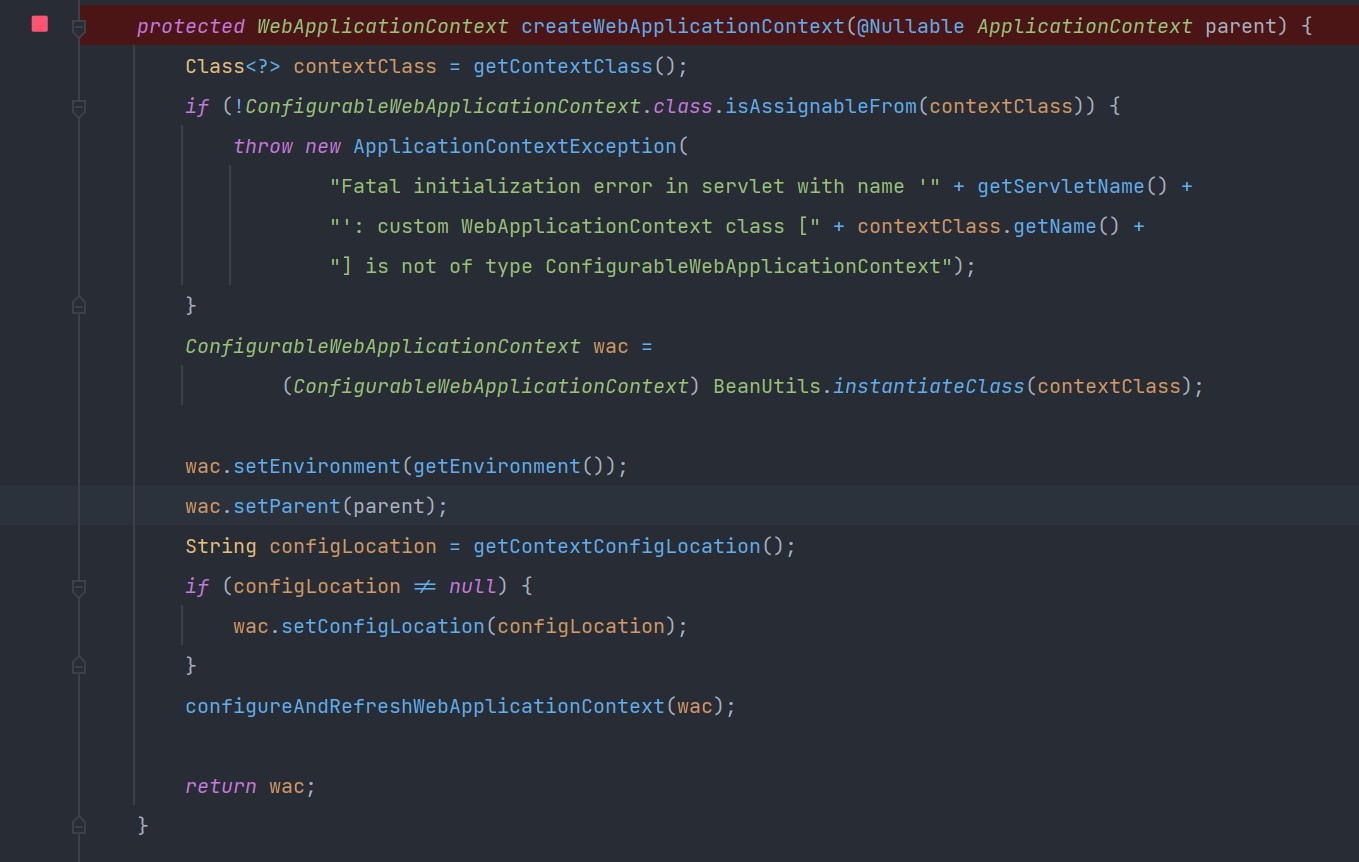 protected WebApplicationContext createWebApplicationContext(@Nullable ApplicationContext parent) {
Class<?> contextClass = getContextClass();
if (!ConfigurableWebApplicationContext.class.isAssignableFrom(contextClass)) {
throw new ApplicationContextException(
"Fatal initialization error in servlet with name '" + getServletName() +
"': custom WebApplicationContext class [" + contextClass.getName() +
"] is not of type ConfigurableWebApplicationContext");
}
ConfigurableWebApplicationContext wac =
(ConfigurableWebApplicationContext) BeanUtils.instantiateClass(contextClass);
wac.setEnvironment(getEnvironment());
wac.setParent(parent);
String configLocation = getContextConfigLocation();
if (configLocation != null) {
wac.setConfigLocation(configLocation);
}
configureAndRefreshWebApplicationContext(wac);
return wac;
}